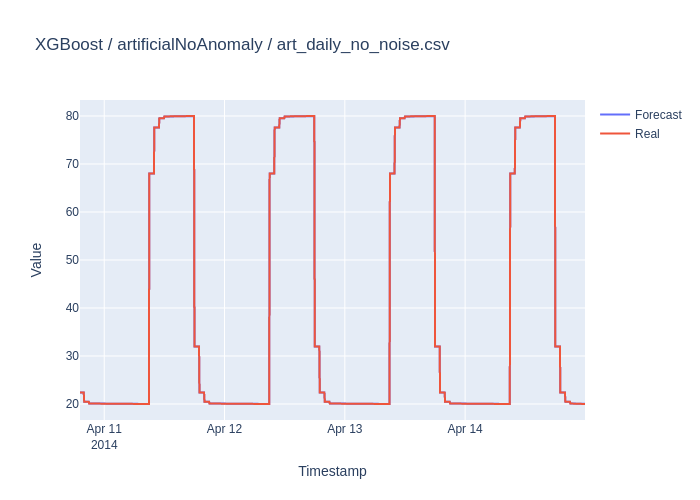 XGBoost / artificialNoAnomaly / art_daily_no_noise.csv
Forecast
Real
Value
80
70
60
50
40
30
20
Apr 11
2014
Apr 12
Apr 13
Apr 14
Timestamp